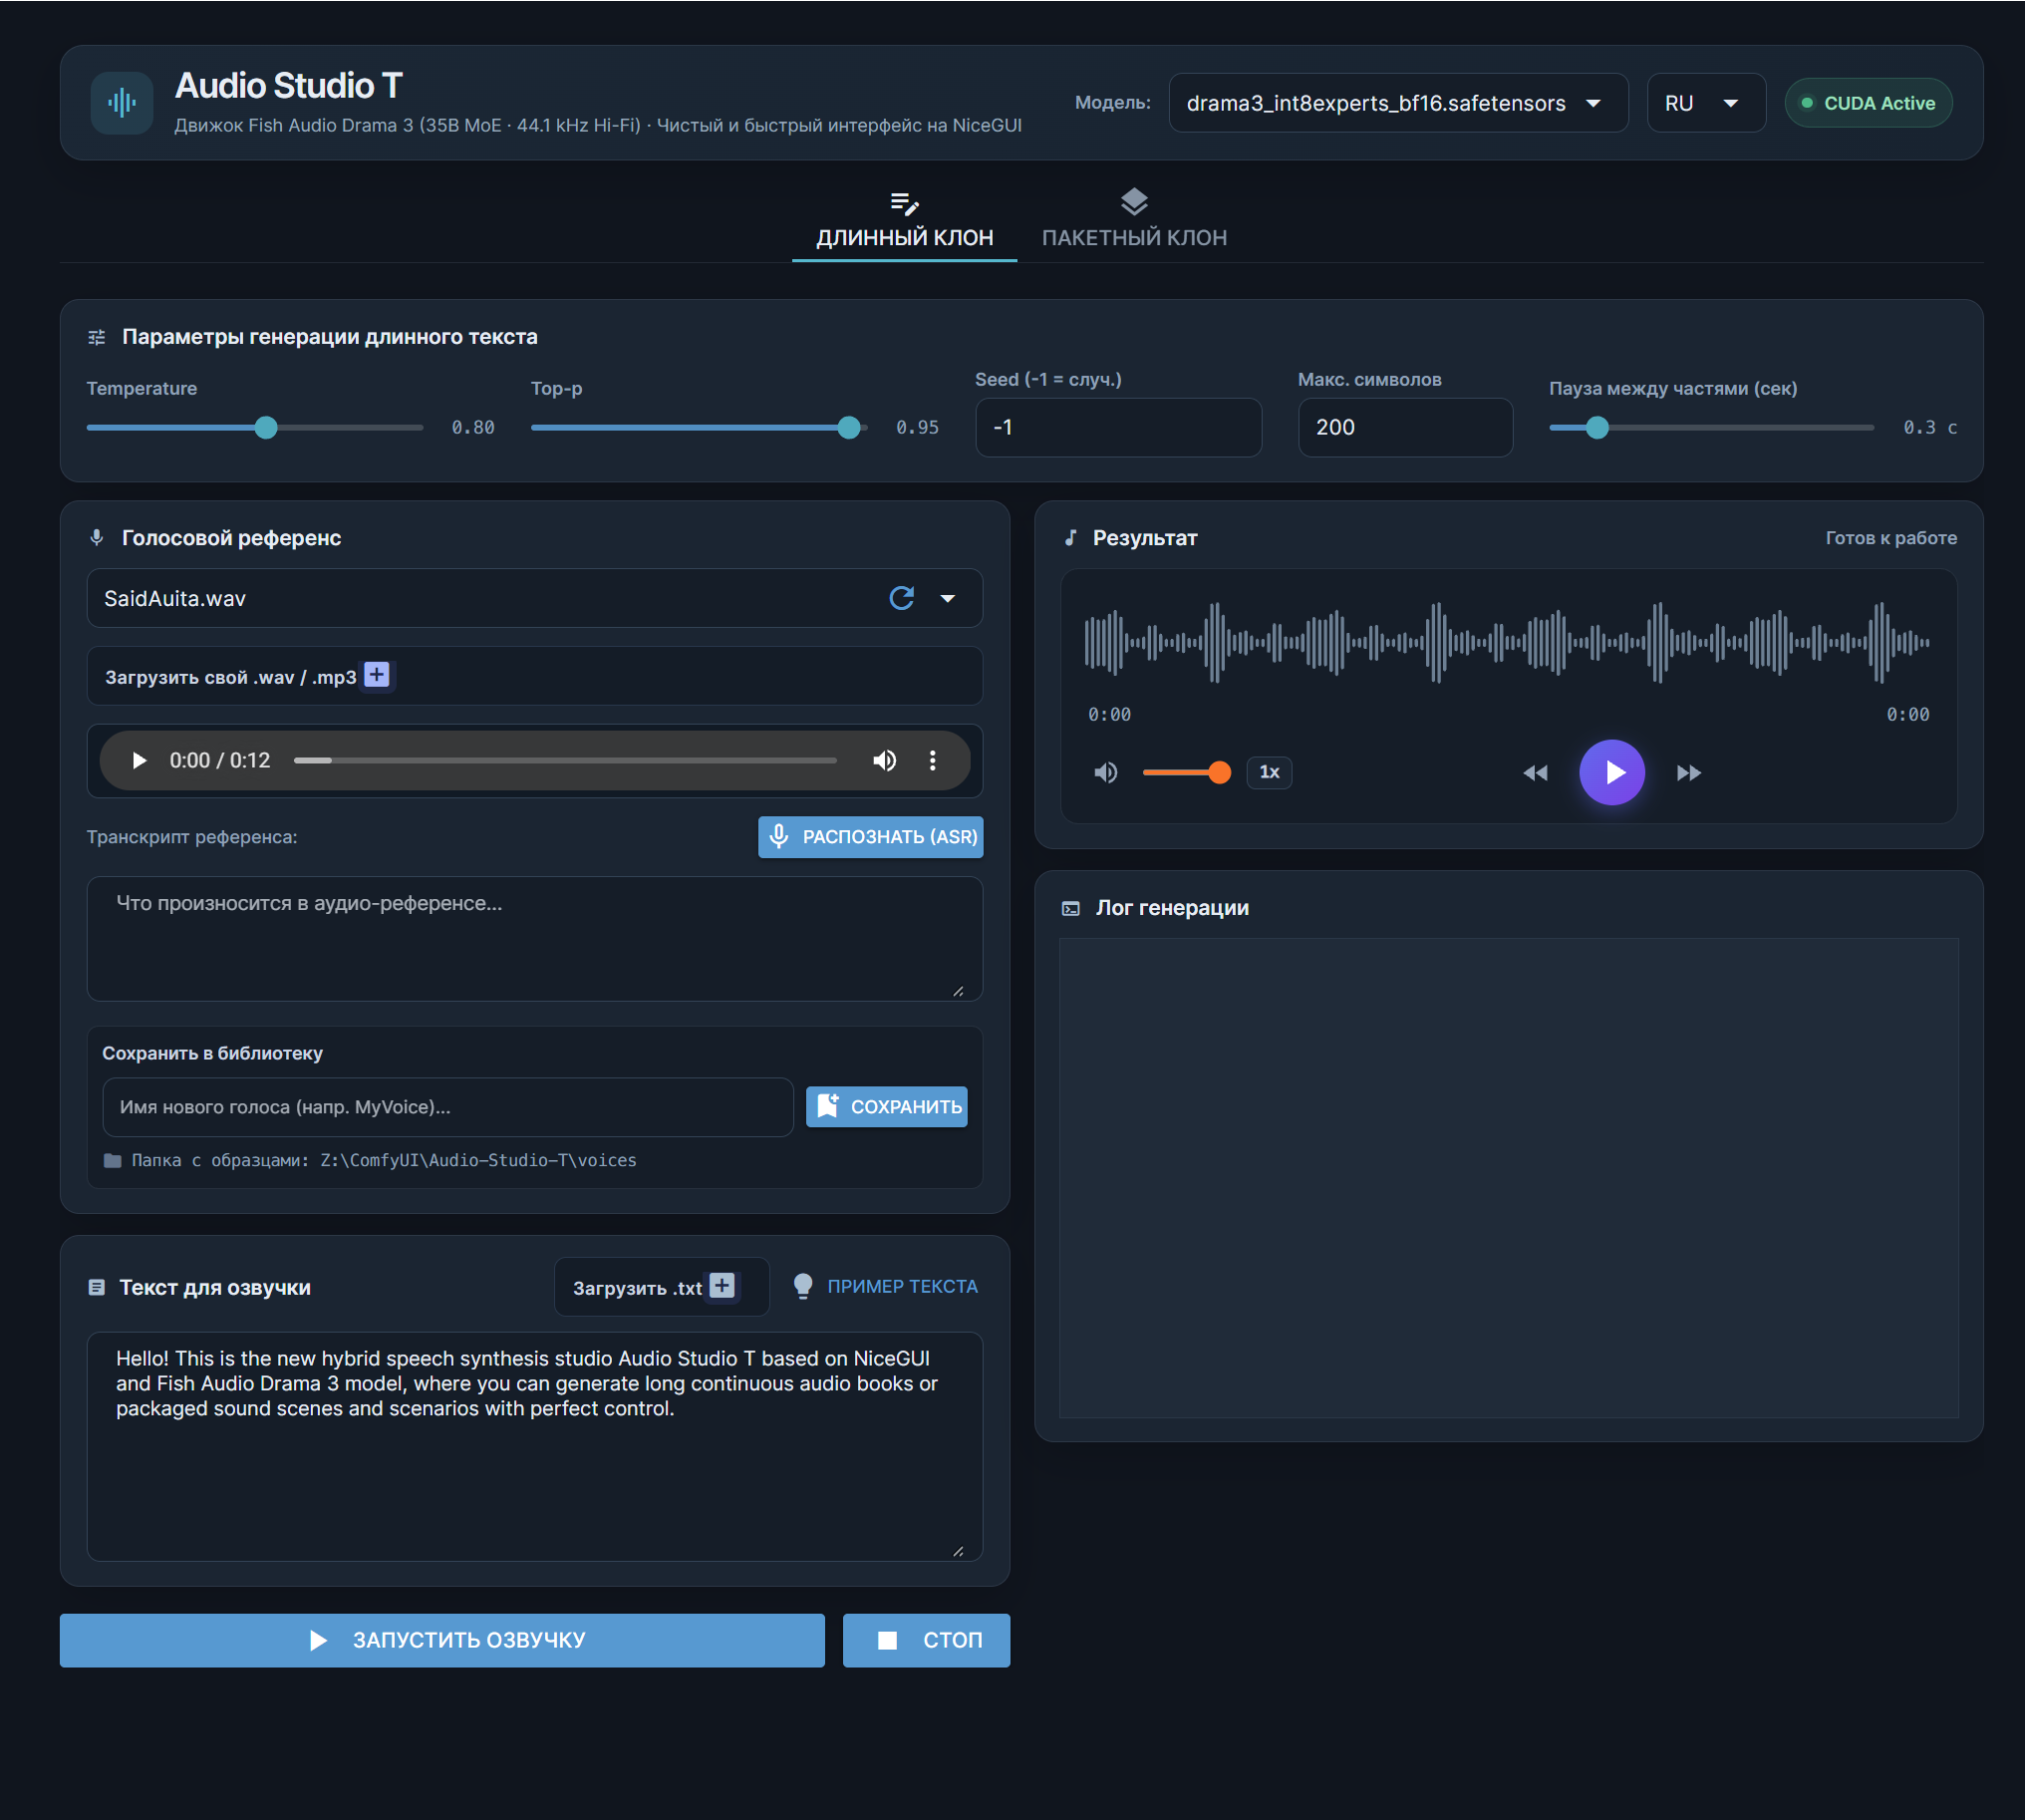 Audio Studio T
Движок Fish Audio Drama 3 (35B MoE · 44.1 kHz Hi-Fi) · Чистый и быстрый интерфейс на NiceGUI
Модель:
drama3_int8experts_bf16.safetensors
RU
CUDA Active
ДЛИННЫЙ КЛОН
ПАКЕТНЫЙ КЛОН
Параметры генерации длинного текста
Temperature
0.80
Top-p
0.95
Seed (-1 = случ.)
-1
Макс. символов
200
Пауза между частями (сек)
0.3 с
Голосовой референс
SaidAuita.wav
Загрузить свой .wav / .mp3
0:00 / 0:12
Транскрипт референса:
РАСПОЗНАТЬ (ASR)
Что произносится в аудио-референсе...
Сохранить в библиотеку
Имя нового голоса (напр. MyVoice)...
СОХРАНИТЬ
Папка с образцами: Z:\ComfyUI\Audio-Studio-T\voices
Текст для озвучки
Загрузить .txt
ПРИМЕР ТЕКСТА
Hello! This is the new hybrid speech synthesis studio Audio Studio T based on NiceGUI
and Fish Audio Drama 3 model, where you can generate long continuous audio books or
packaged sound scenes and scenarios with perfect control.
ЗАПУСТИТЬ ОЗВУЧКУ
СТОП
Результат
Готов к работе
0:00
0:00
1x
Лог генерации